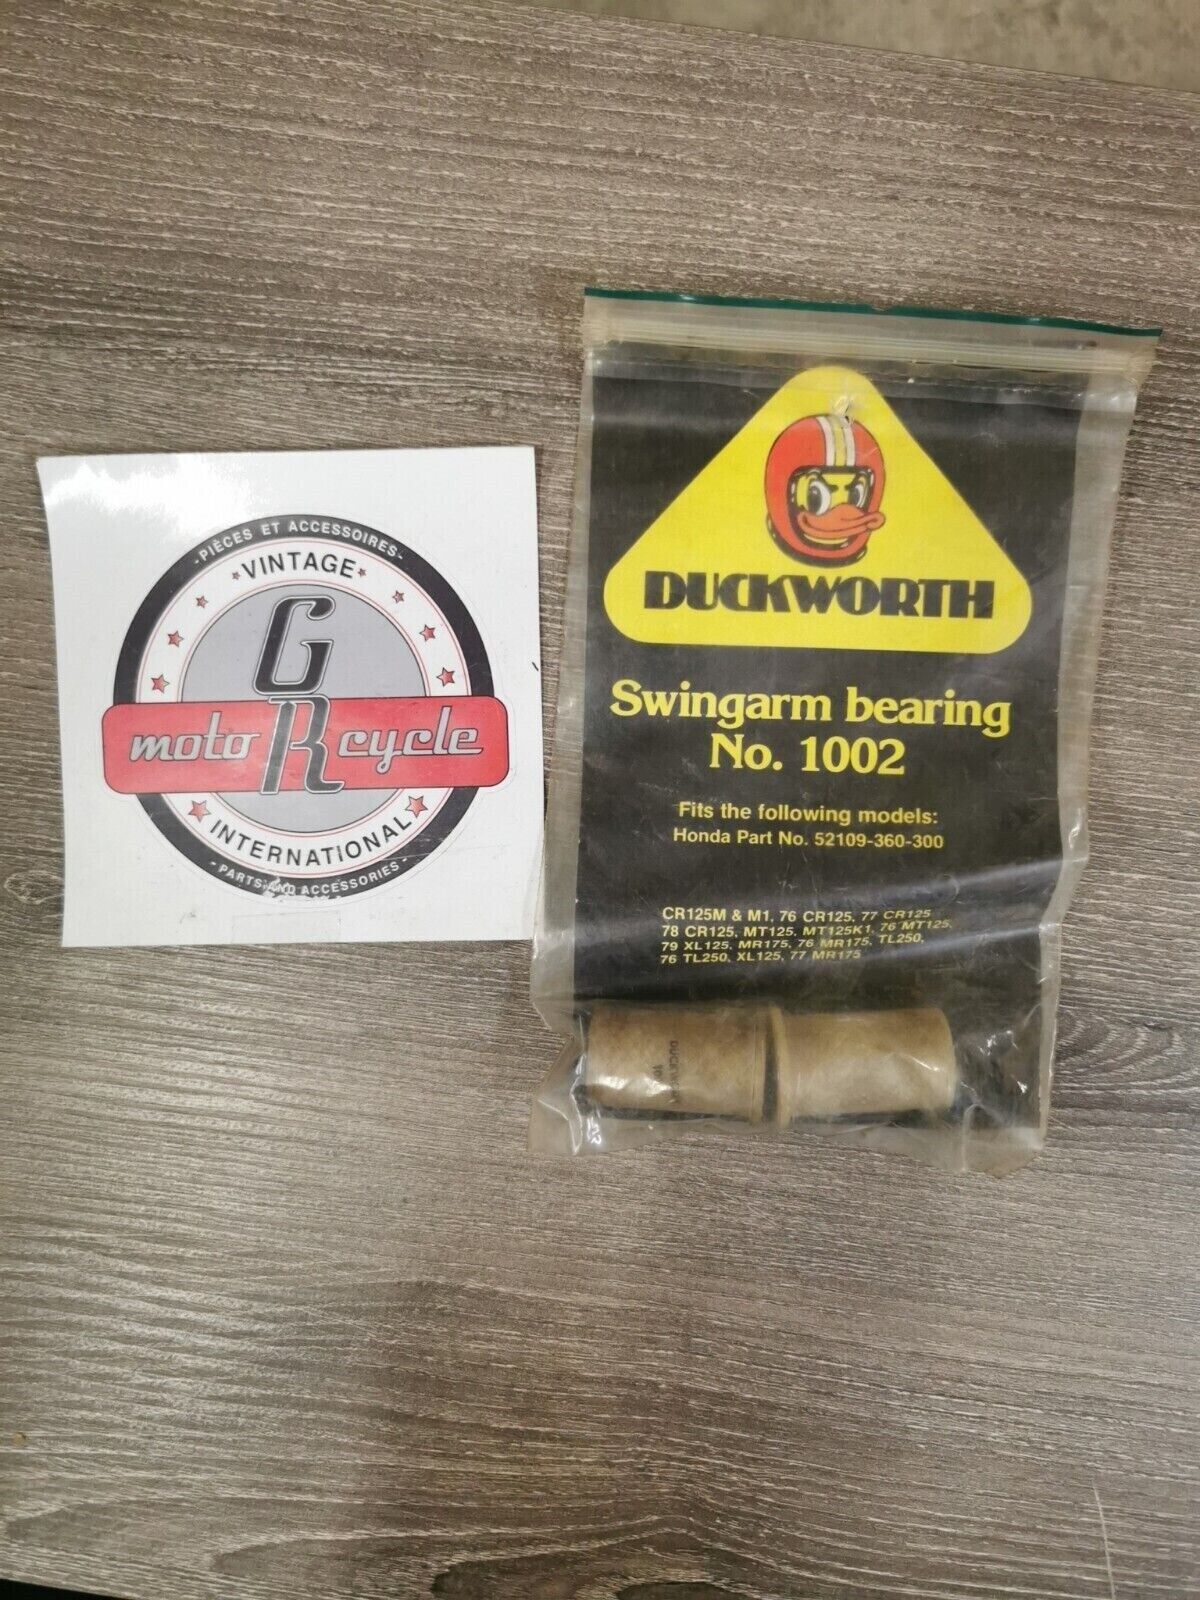 -PIÈCES ET ACCESSOIRES-
VINTAGE
GR
moto cycle
INTERNATIONAL
-PARTS AND ACCESSORIES-
DUCKWORTH
Swingarm bearing
No. 1002
Fits the following models:
Honda Part No. 52109-360-300
CR125M & M1, 76 CR125, 77 CR125
78 CR125, MT125, MT125K1, 76 MT125,
79 XL125, MR175, 76 MR175, TL250,
76 TL250, XL125, 77 MR175